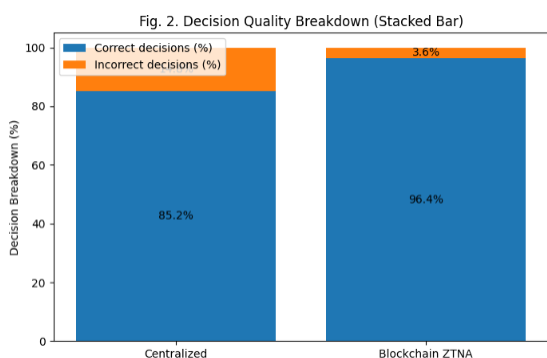 Fig. 2. Decision Quality Breakdown (Stacked Bar)
Decision Breakdown (%)
100
80
60
40
20
0
Correct decisions (%)
Incorrect decisions (%)
3.6%
85.2%
96.4%
Centralized
Blockchain ZTNA